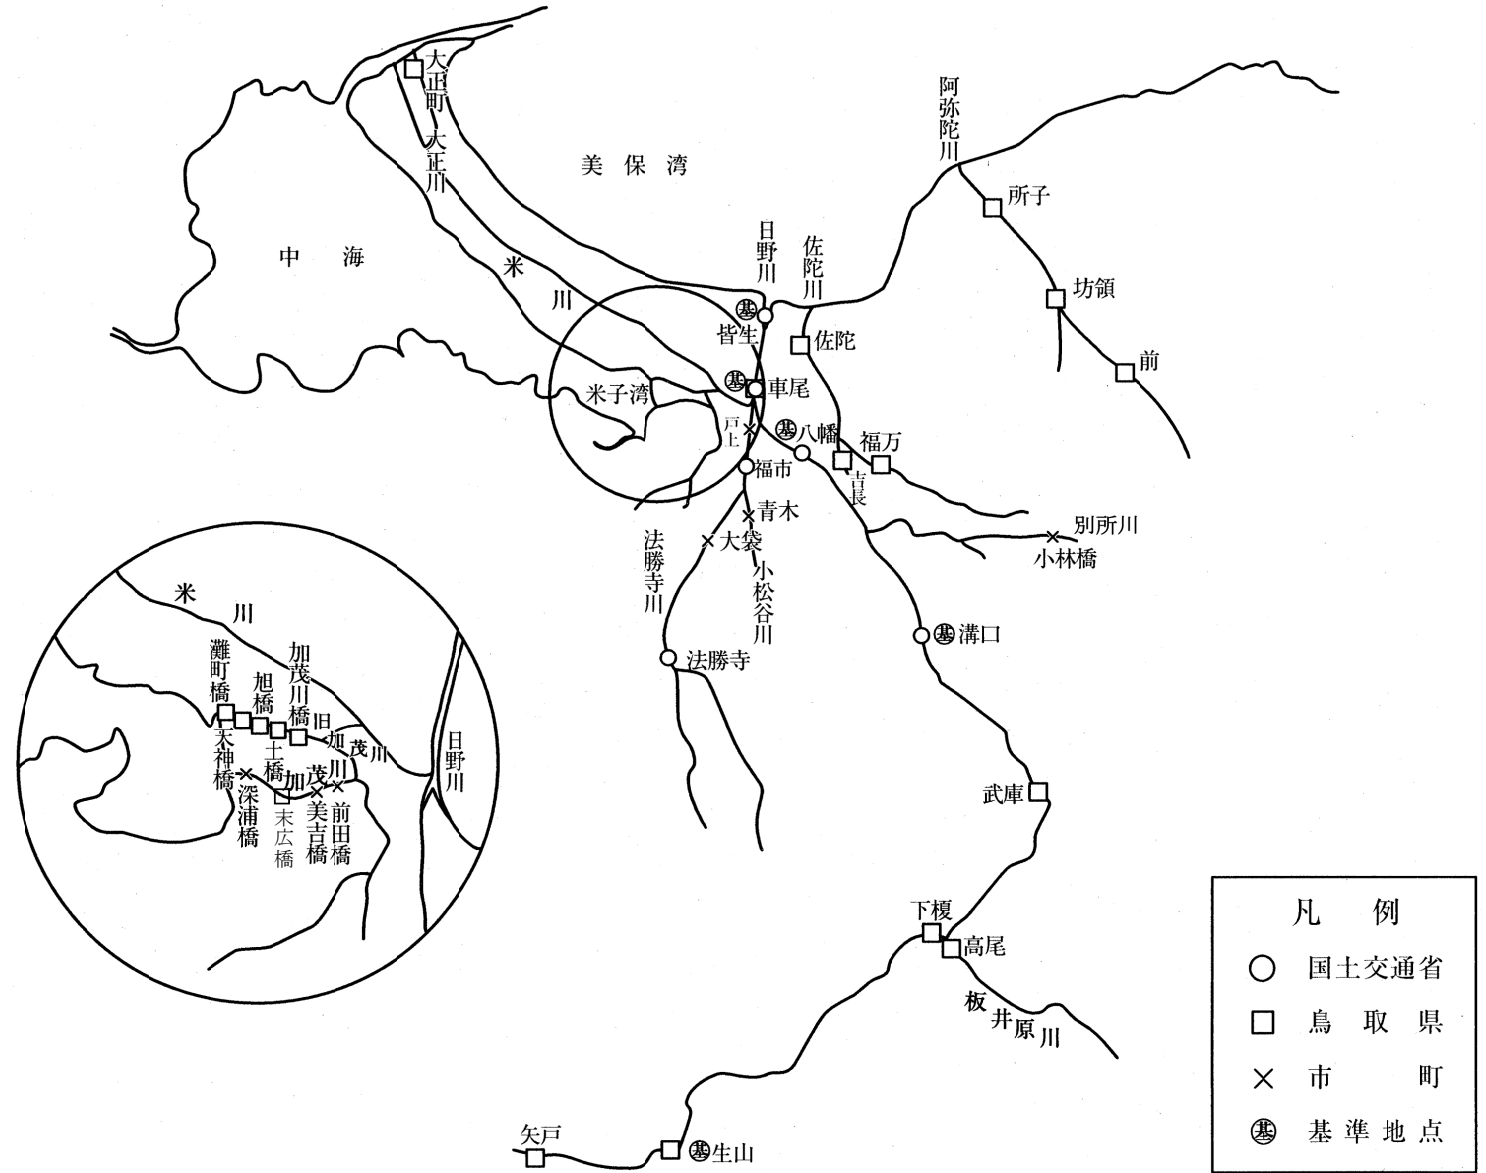 大正町
大正川
美保湾
中海
米川
阿弥陀川
所子
坊領
前
日野川
佐陀川
基
皆生
佐陀
基
車尾
米子湾
戸上
基
八幡
福万
福市
吉長
青木
大袋
法勝寺川
小松谷川
別所川
小林橋
基
溝口
法勝寺
武庫
下榎
高尾
板井原川
矢戸
基
生山
米川
灘町橋
旭橋
加茂川橋
旧加茂川
天神橋
土橋
加茂川
深浦橋
末広橋
美吉橋
前田橋
日野川
凡例
国土交通省
鳥取県
市町
基 基準地点